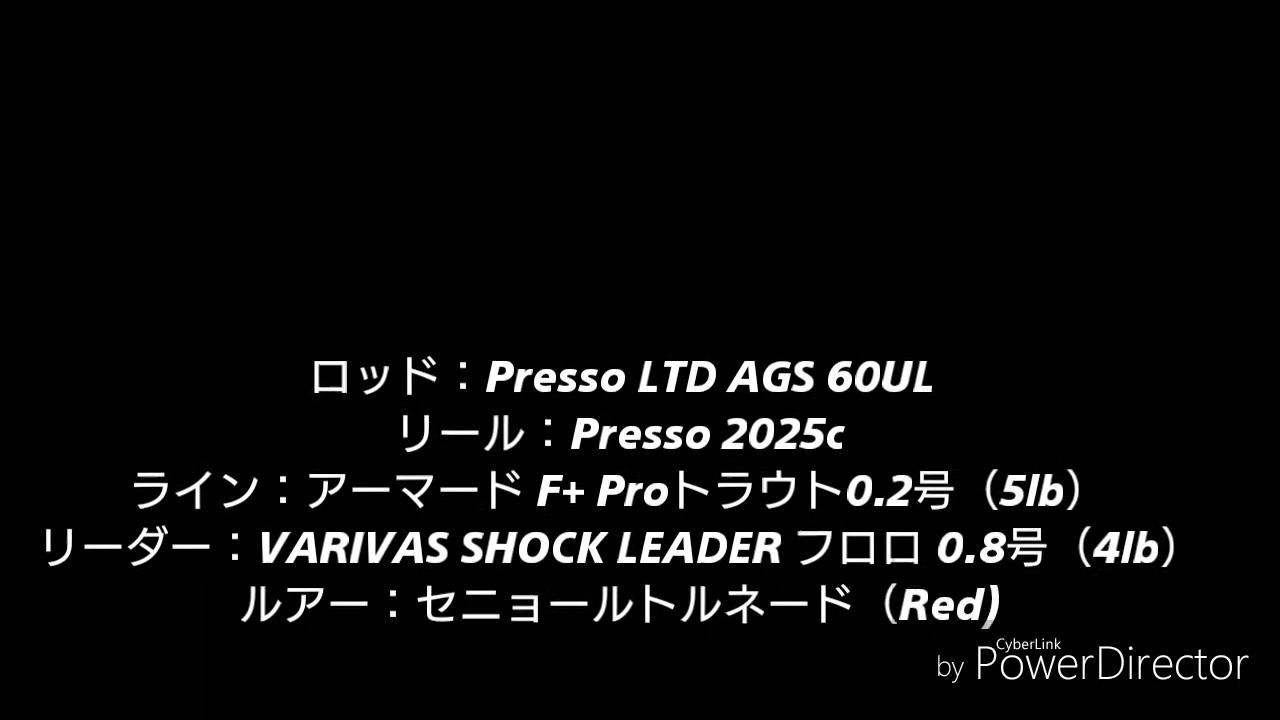 ロッド：Presso LTD AGS 60UL
リール：Presso 2025c
ライン：アーマード F+ Proトラウト0.2号（5lb）
リーダー：VARIVAS SHOCK LEADER フロロ 0.8号（4lb）
ルアー：セニョールトルネード（Red)
CyberLink
by PowerDirector